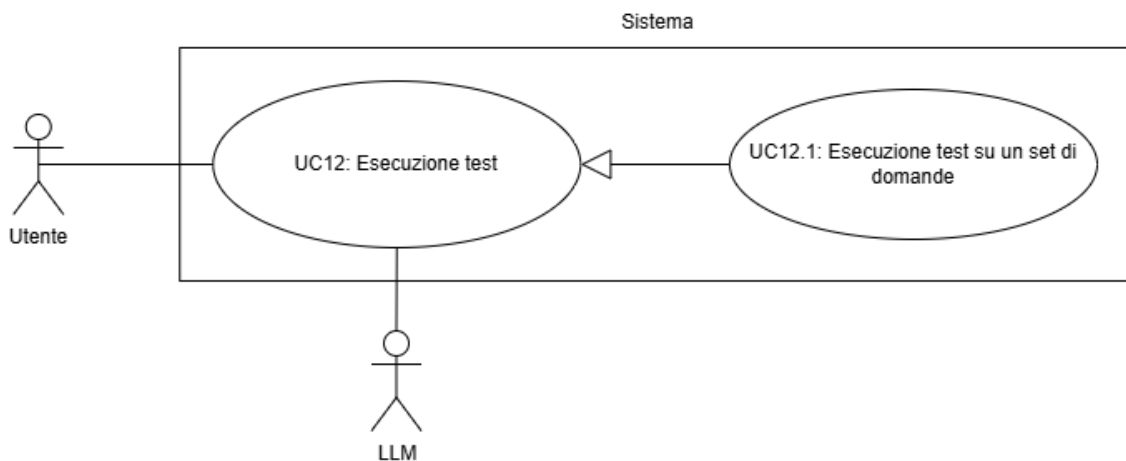 Sistema
UC12: Esecuzione test
UC12.1: Esecuzione test su un set di
domande
Utente
LLM